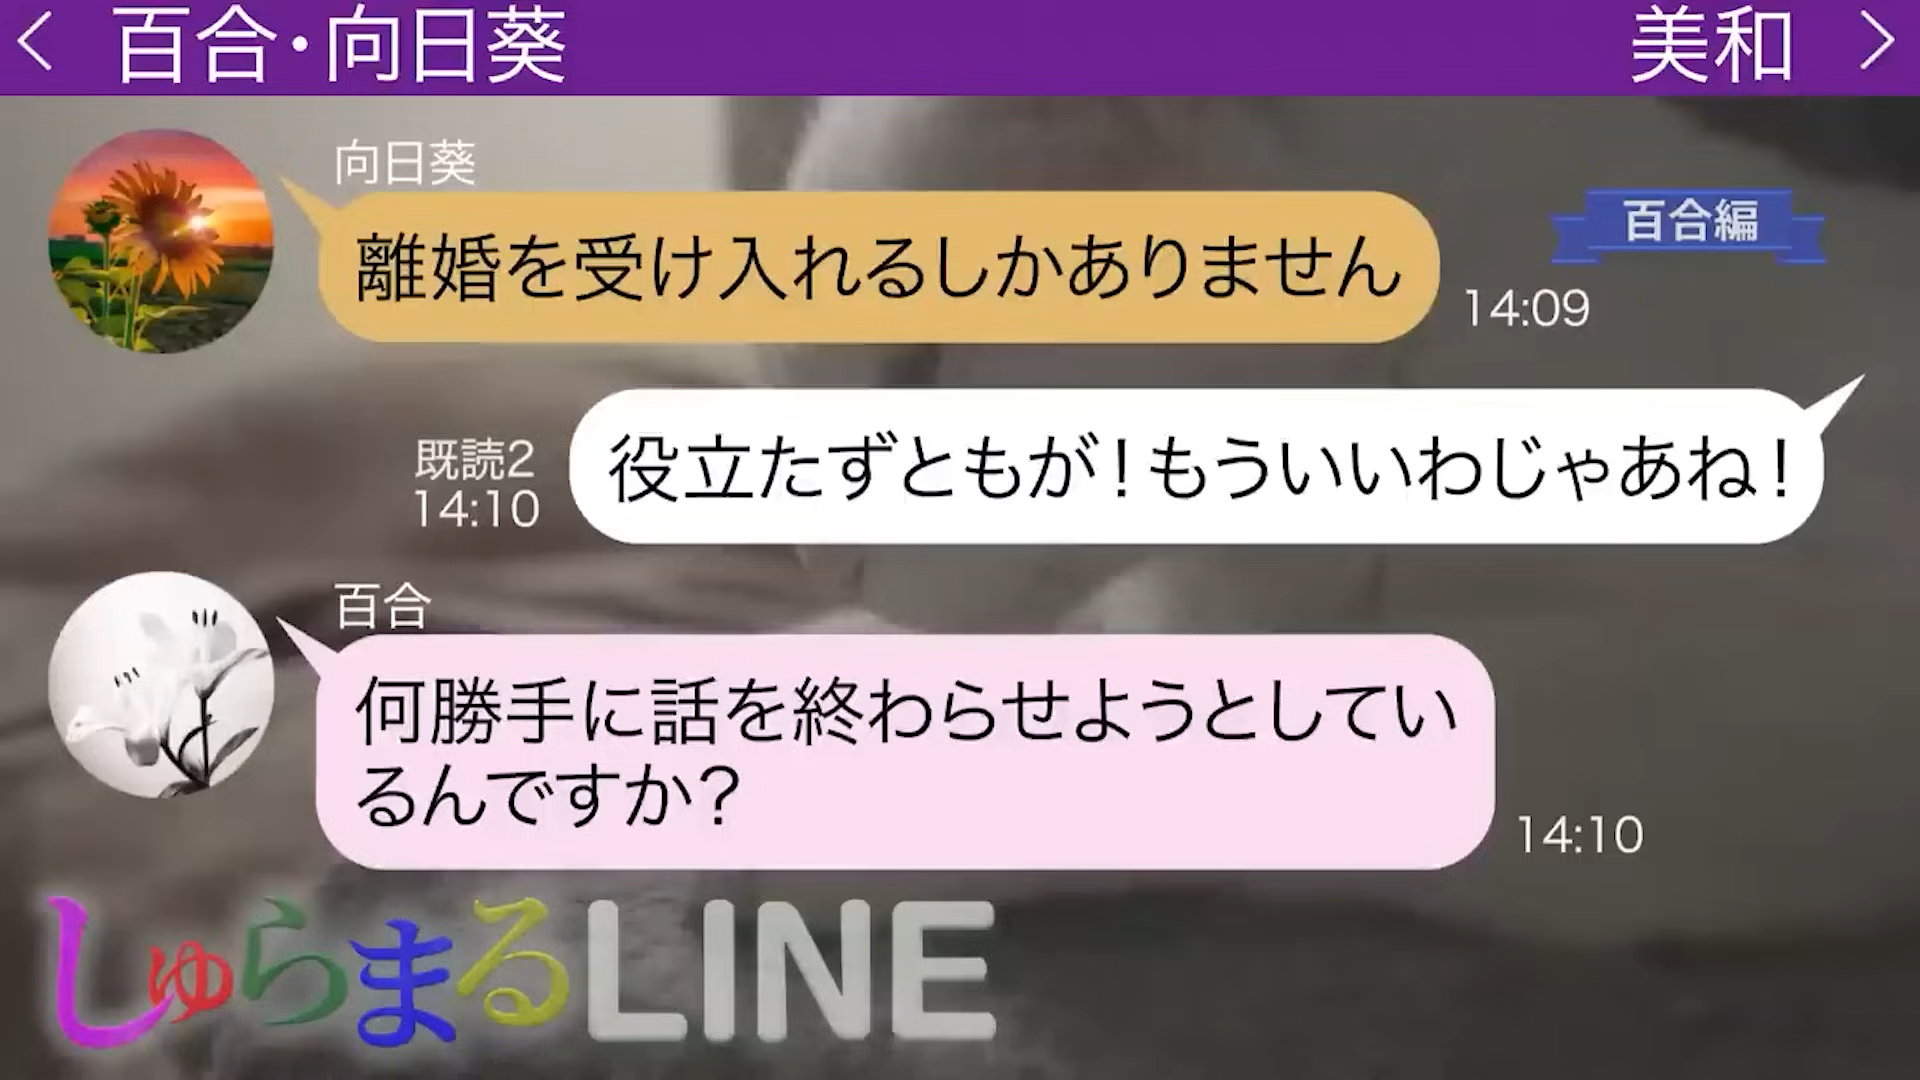 百合・向日葵
美和
向日葵
離婚を受け入れるしかありません
百合編
14:09
役立たずともが！もういいわじゃあね！
既読2
14:10
百合
何勝手に話を終わらせようとしてい
るんですか？
14:10
しゅらまるLINE